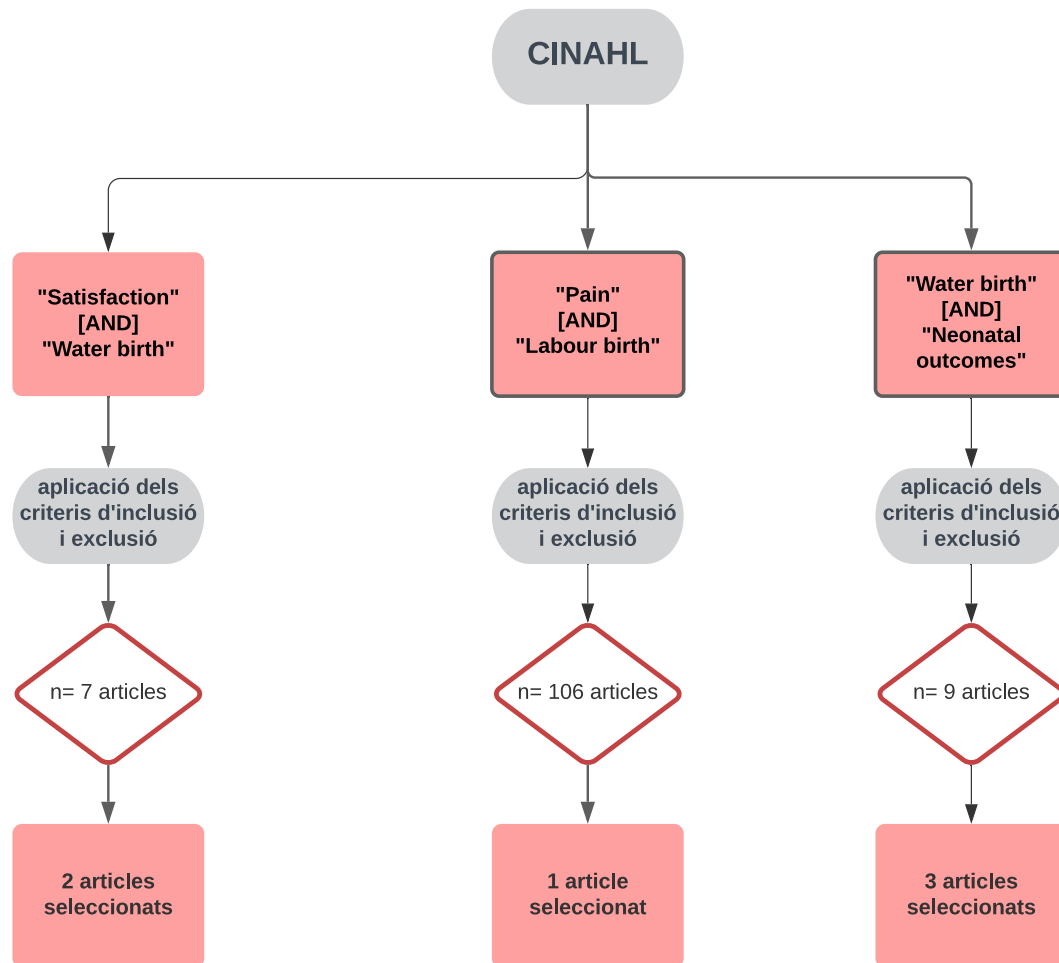 CINAHL
"Satisfaction"
[AND]
"Water birth"
"Pain"
[AND]
"Labour birth"
"Water birth"
[AND]
"Neonatal
outcomes"
aplicació dels
criteris d'inclusió
i exclusió
aplicació dels
criteris d'inclusió
i exclusió
aplicació dels
criteris d'inclusió
i exclusió
n= 7 articles
n= 106 articles
n= 9 articles
2 articles
seleccionats
1 article
seleccionat
3 articles
seleccionats